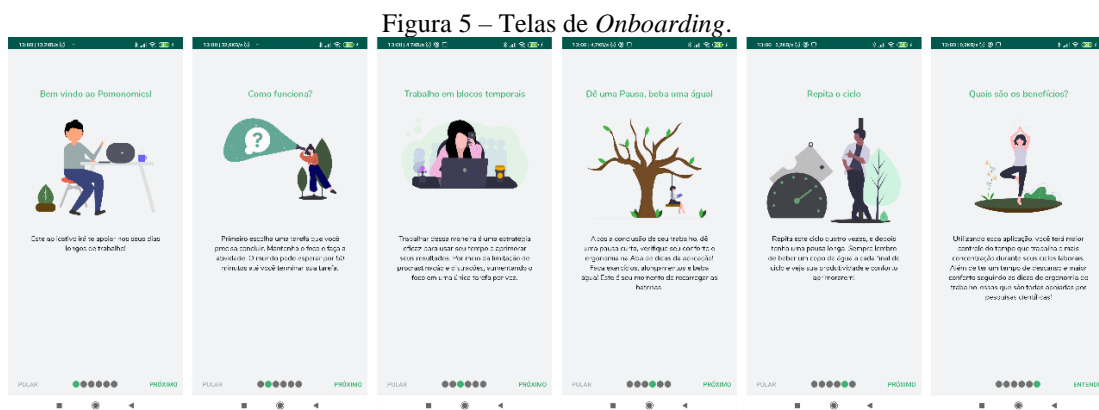 Figura 5 – Telas de Onboarding.
Bem vindo ao Pomonomics!
Este aplicativo irá te apoiar nos seus dias
longos de trabalho!
PULAR
PRÓXIMO
Como funciona?
Primeiro escolha uma tarefa que você
precisa concluir. Mantenha o foco e faça a
atividade. O mundo pode esperar por 50
minutos até você terminar sua tarefa.
PULAR
PRÓXIMO
Trabalho em blocos temporais
Trabalhar dessa maneira é uma estratégia
eficaz para usar seu tempo e aprimorar
seus resultados. Por meio da limitação de
procrastinação e distrações, aumentando o
foco em uma única tarefa por vez.
PULAR
PRÓXIMO
Dê uma Pausa, beba uma água!
Após a conclusão de seu trabalho, dê
uma pausa curta, verifique seu conforto e
ergonomia na Aba de dicas da aplicação!
Faça exercícios, alongamentos e beba
água! Este é seu momento de recarregar as
baterias.
PULAR
PRÓXIMO
Repita o ciclo
Repita este ciclo quatro vezes, e depois
tenha uma pausa longa. Sempre lembre
de beber um copo de água a cada final de
ciclo e veja sua produtividade e conforto
aprimorarem!
PULAR
PRÓXIMO
Quais são os benefícios?
Utilizando essa aplicação, você terá maior
controle do tempo que trabalha e mais
concentração durante seus ciclos laborais.
Além de ter um tempo de descanso e maior
conforto seguindo as dicas de ergonomia do
trabalho, essas que são todas apoiadas por
pesquisas científicas!
ENTENDI